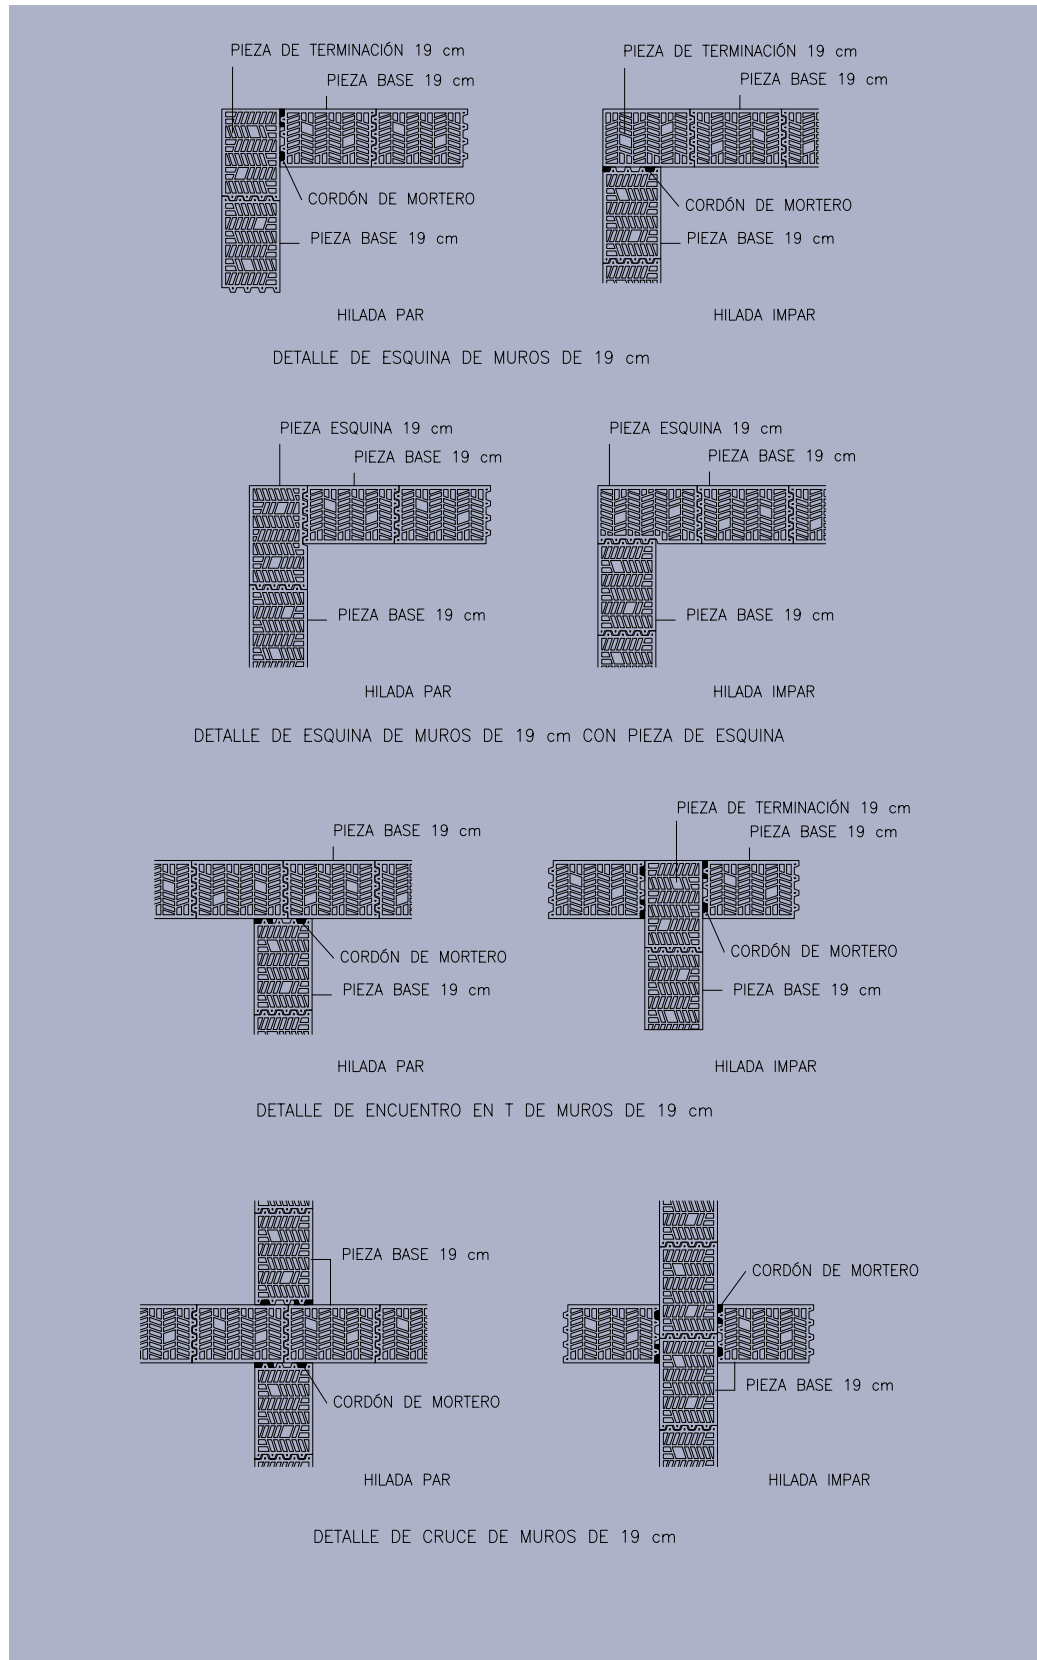 PIEZA DE TERMINACIÓN 19 cm
PIEZA BASE 19 cm
CORDÓN DE MORTERO
PIEZA BASE 19 cm
HILADA PAR
PIEZA DE TERMINACIÓN 19 cm
PIEZA BASE 19 cm
CORDÓN DE MORTERO
PIEZA BASE 19 cm
HILADA IMPAR
DETALLE DE ESQUINA DE MUROS DE 19 cm
PIEZA ESQUINA 19 cm
PIEZA BASE 19 cm
PIEZA BASE 19 cm
HILADA PAR
PIEZA ESQUINA 19 cm
PIEZA BASE 19 cm
PIEZA BASE 19 cm
HILADA IMPAR
DETALLE DE ESQUINA DE MUROS DE 19 cm CON PIEZA DE ESQUINA
PIEZA BASE 19 cm
CORDÓN DE MORTERO
PIEZA BASE 19 cm
HILADA PAR
PIEZA DE TERMINACIÓN 19 cm
PIEZA BASE 19 cm
CORDÓN DE MORTERO
PIEZA BASE 19 cm
HILADA IMPAR
DETALLE DE ENCUENTRO EN T DE MUROS DE 19 cm
PIEZA BASE 19 cm
CORDÓN DE MORTERO
HILADA PAR
CORDÓN DE MORTERO
PIEZA BASE 19 cm
HILADA IMPAR
DETALLE DE CRUCE DE MUROS DE 19 cm